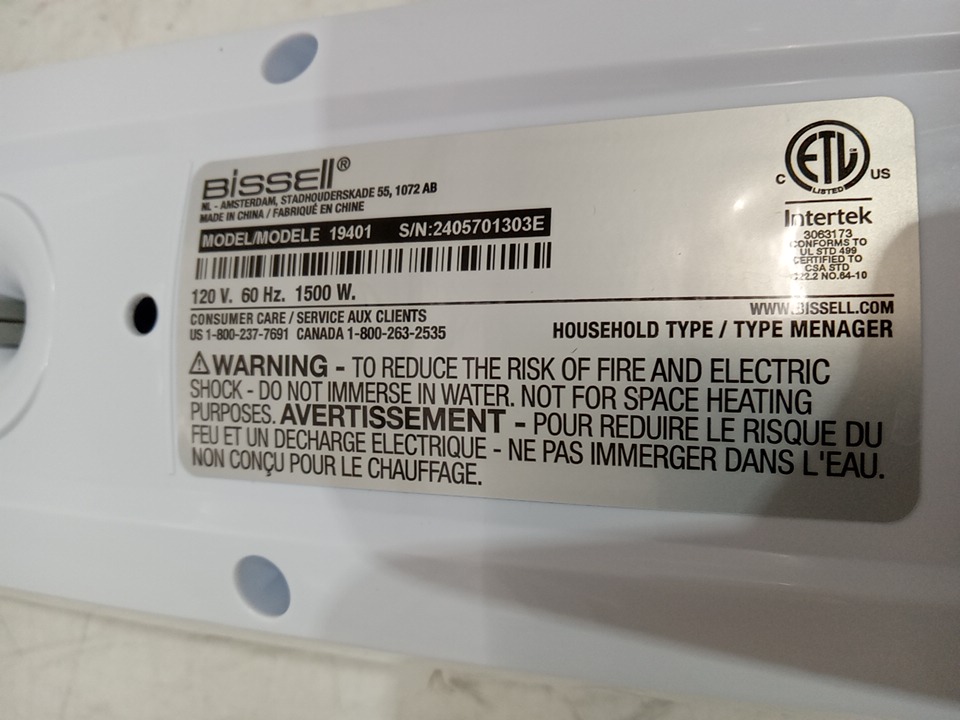 BISSELL®
NL - AMSTERDAM, STADHOUDERSKADE 55, 1072 AB
MADE IN CHINA / FABRIQUÉ EN CHINE
MODEL/MODELE 19401 S/N:2405701303E
120 V. 60 Hz. 1500 W.
CONSUMER CARE / SERVICE AUX CLIENTS
US 1-800-237-7691 CANADA 1-800-263-2535
C ETL CM US
LISTED
Intertek
3063173
CONFORMS TO
UL STD 499
CERTIFIED TO
CSA STD
C22.2 NO.64-10
WWW.BISSELL.COM
HOUSEHOLD TYPE / TYPE MENAGER
WARNING - TO REDUCE THE RISK OF FIRE AND ELECTRIC
SHOCK - DO NOT IMMERSE IN WATER. NOT FOR SPACE HEATING
PURPOSES. AVERTISSEMENT - POUR REDUIRE LE RISQUE DU
FEU ET UN DECHARGE ELECTRIQUE - NE PAS IMMERGER DANS L'EAU.
NON CONÇU POUR LE CHAUFFAGE.